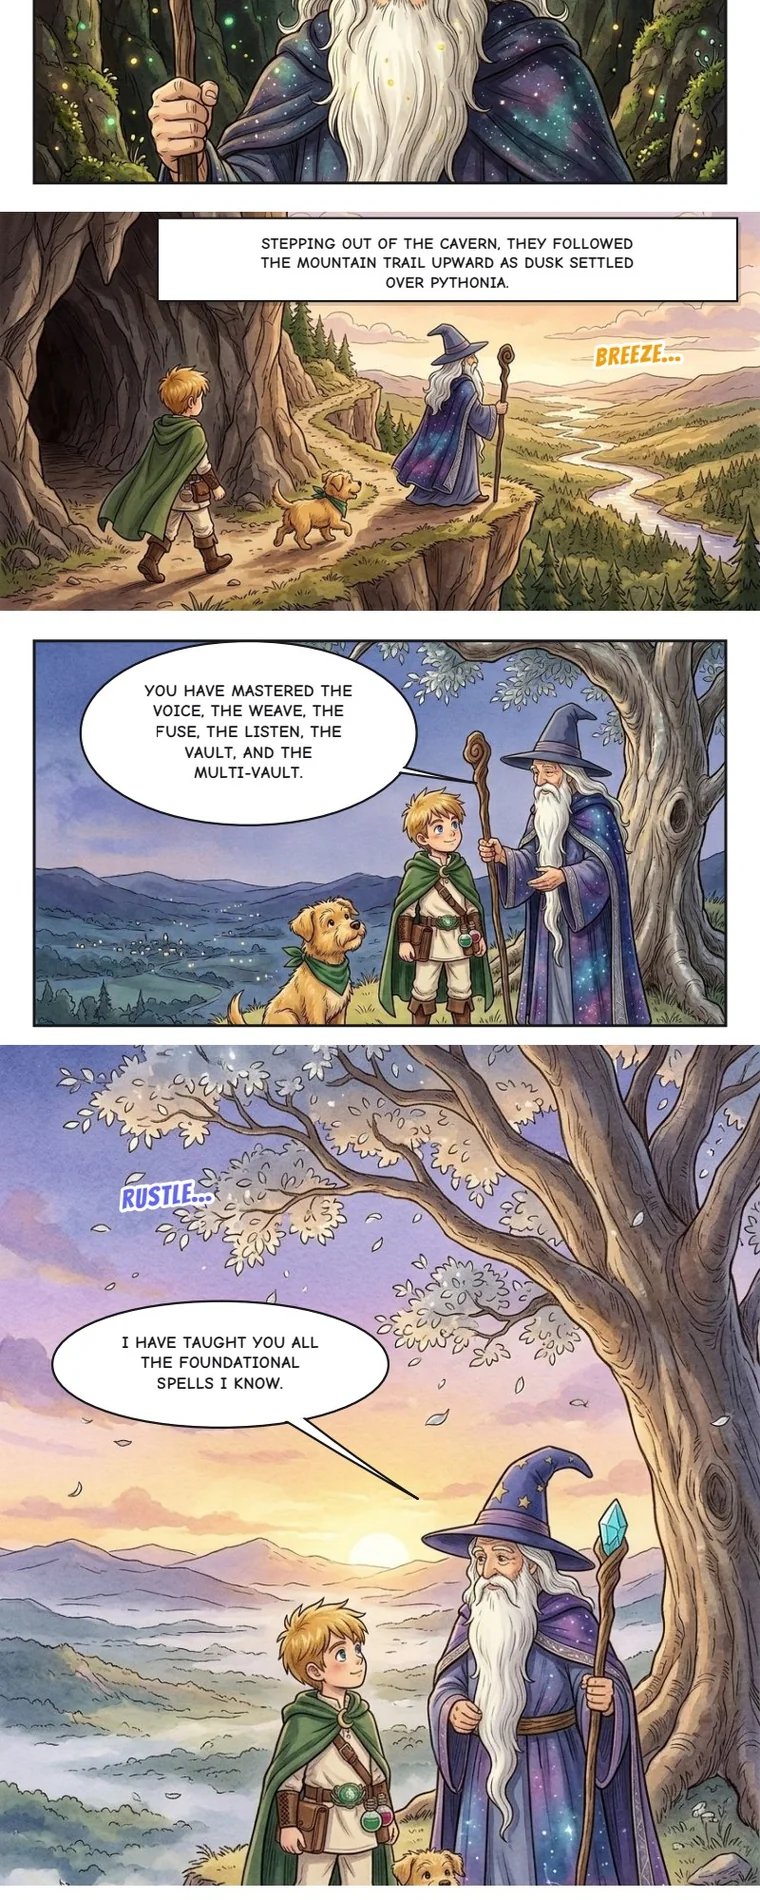 STEPPING OUT OF THE CAVERN, THEY FOLLOWED
THE MOUNTAIN TRAIL UPWARD AS DUSK SETTLED
OVER PYTHONIA.
BREEZE...
YOU HAVE MASTERED THE
VOICE, THE WEAVE, THE
FUSE, THE LISTEN, THE
VAULT, AND THE
MULTI-VAULT.
RUSTLE...
I HAVE TAUGHT YOU ALL
THE FOUNDATIONAL
SPELLS I KNOW.